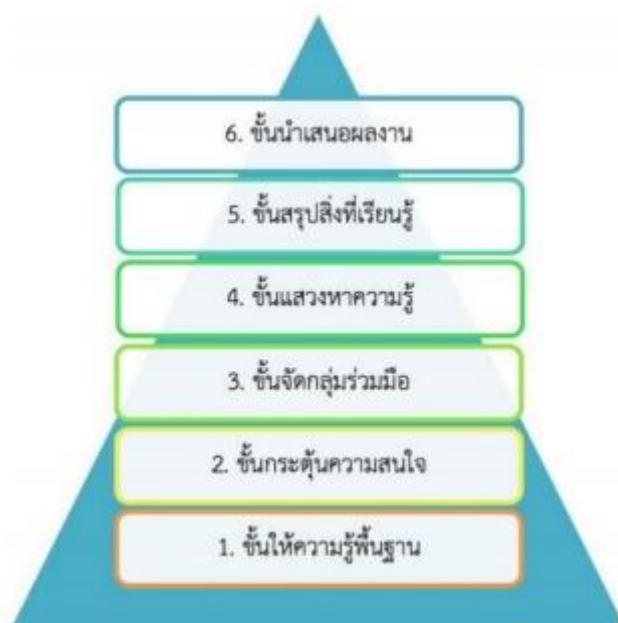 6. ขั้นนำเสนอผลงาน
5. ขั้นสรุปสิ่งที่เรียนรู้
4. ขั้นแสวงหาความรู้
3. ขั้นจัดกลุ่มร่วมมือ
2. ขั้นกระตุ้นความสนใจ
1. ขั้นให้ความรู้พื้นฐาน